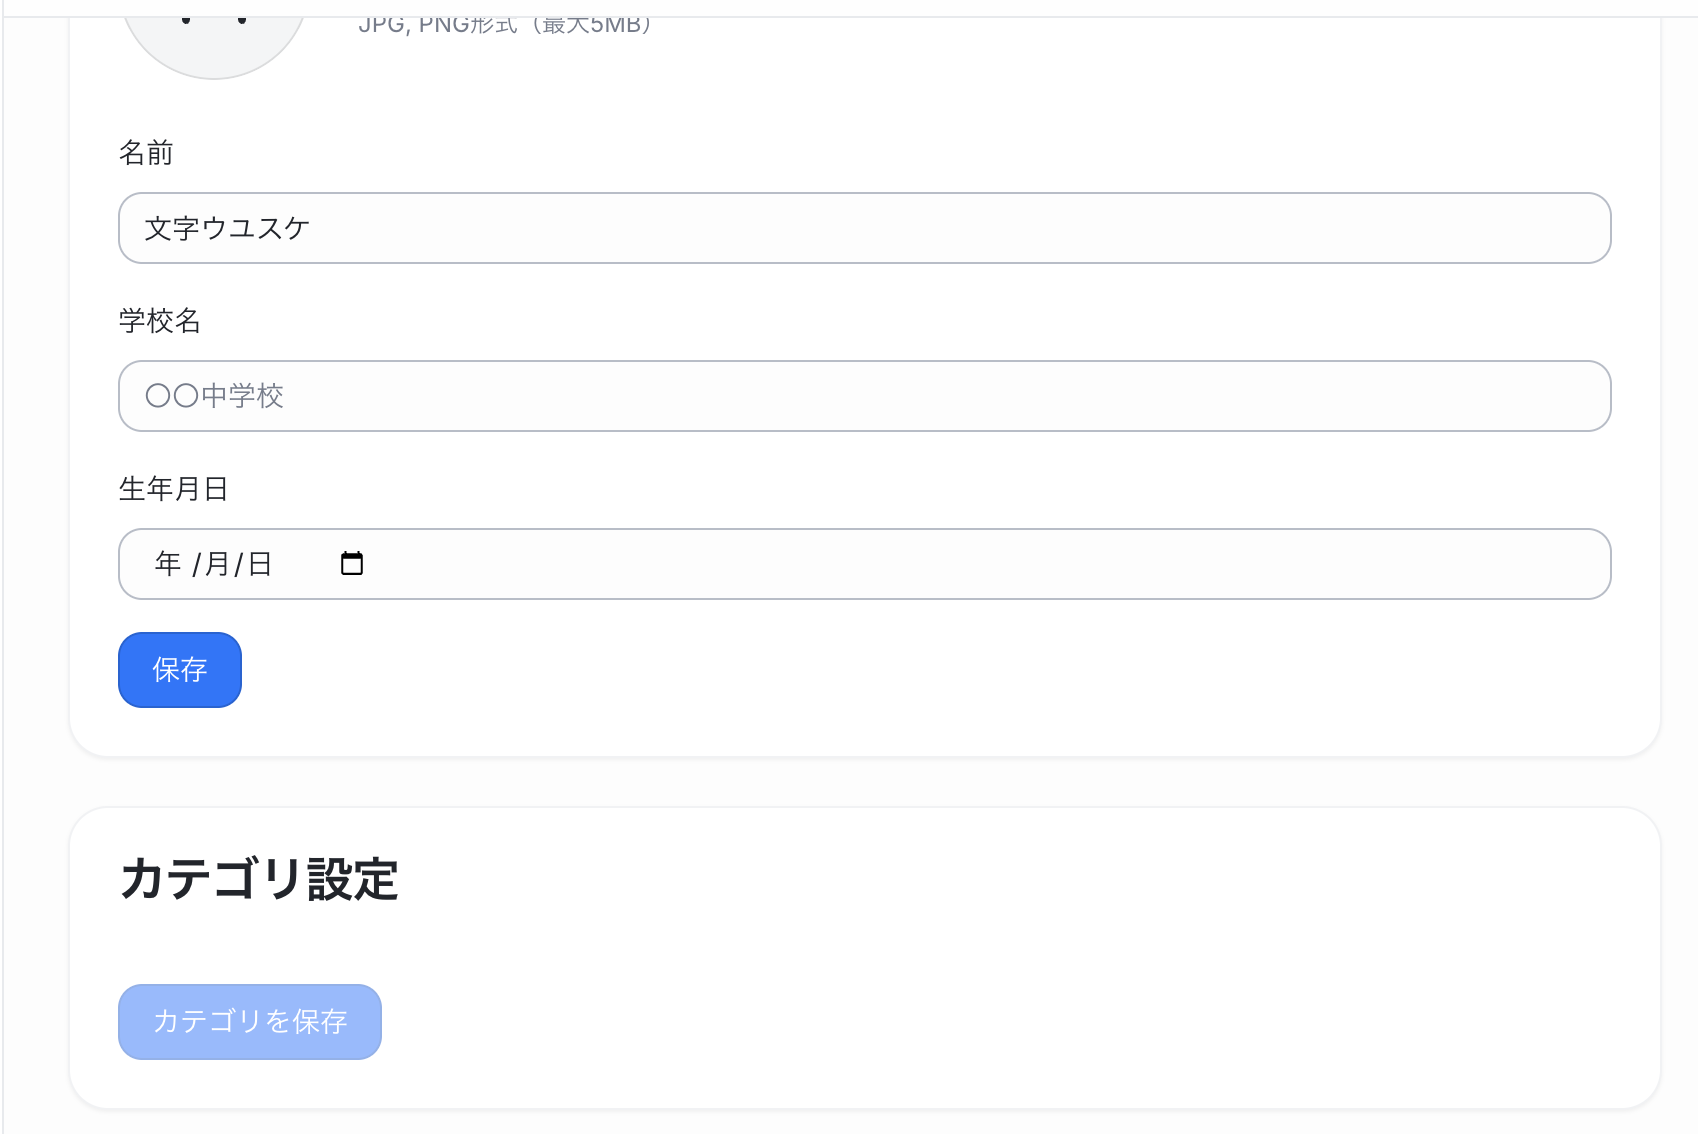 JPG, PNG形式（最大5MB）
名前
文字ウユスケ
学校名
〇〇中学校
生年月日
年 /月/日
保存
カテゴリ設定
カテゴリを保存